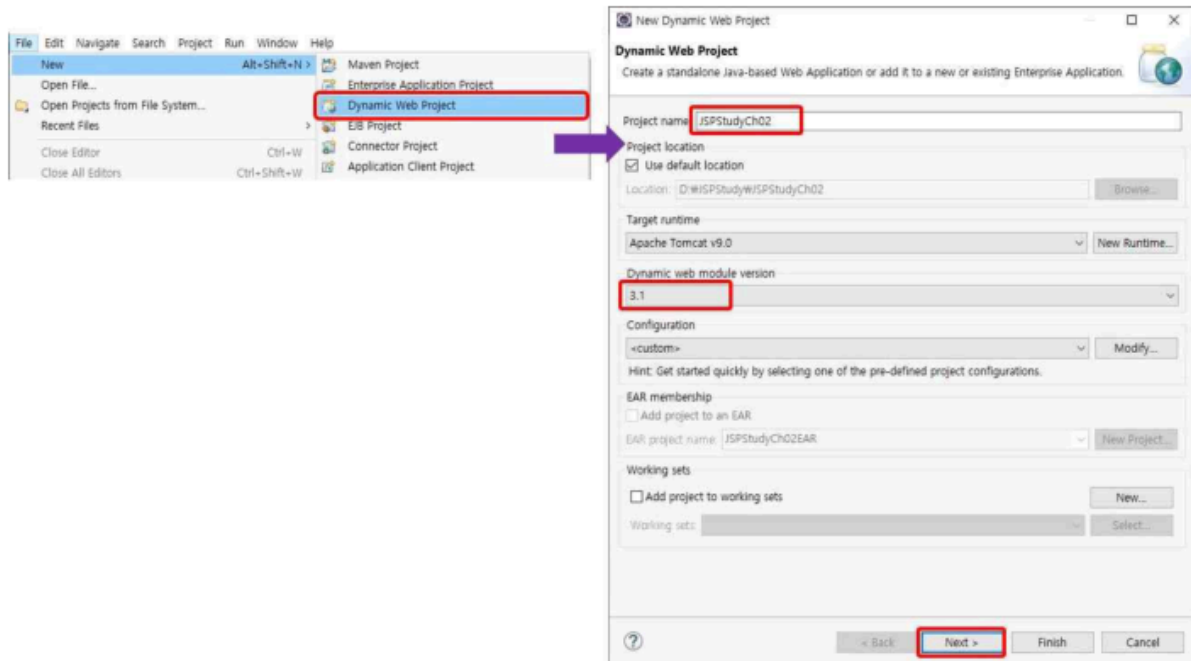 File Edit Navigate Search Project Run Window Help
New Alt+Shift+N >
Open File...
Open Projects from File System...
Recent Files >
Close Editor Ctrl+W
Close All Editors Ctrl+Shift+W
Maven Project
Enterprise Application Project
Dynamic Web Project
EJB Project
Connector Project
Application Client Project
New Dynamic Web Project
Dynamic Web Project
Create a standalone Java-based Web Application or add it to a new or existing Enterprise Application.
Project name: JSPStudyCh02
Project location
Use default location
Location: D:₩JSPStudy₩JSPStudyCh02 Browse...
Target runtime
Apache Tomcat v9.0 New Runtime...
Dynamic web module version
3.1
Configuration
<custom> Modify...
Hint: Get started quickly by selecting one of the pre-defined project configurations.
EAR membership
Add project to an EAR
EAR project name: JSPStudyCh02EAR New Project...
Working sets
Add project to working sets New...
Working sets: Select...
? < Back Next > Finish Cancel